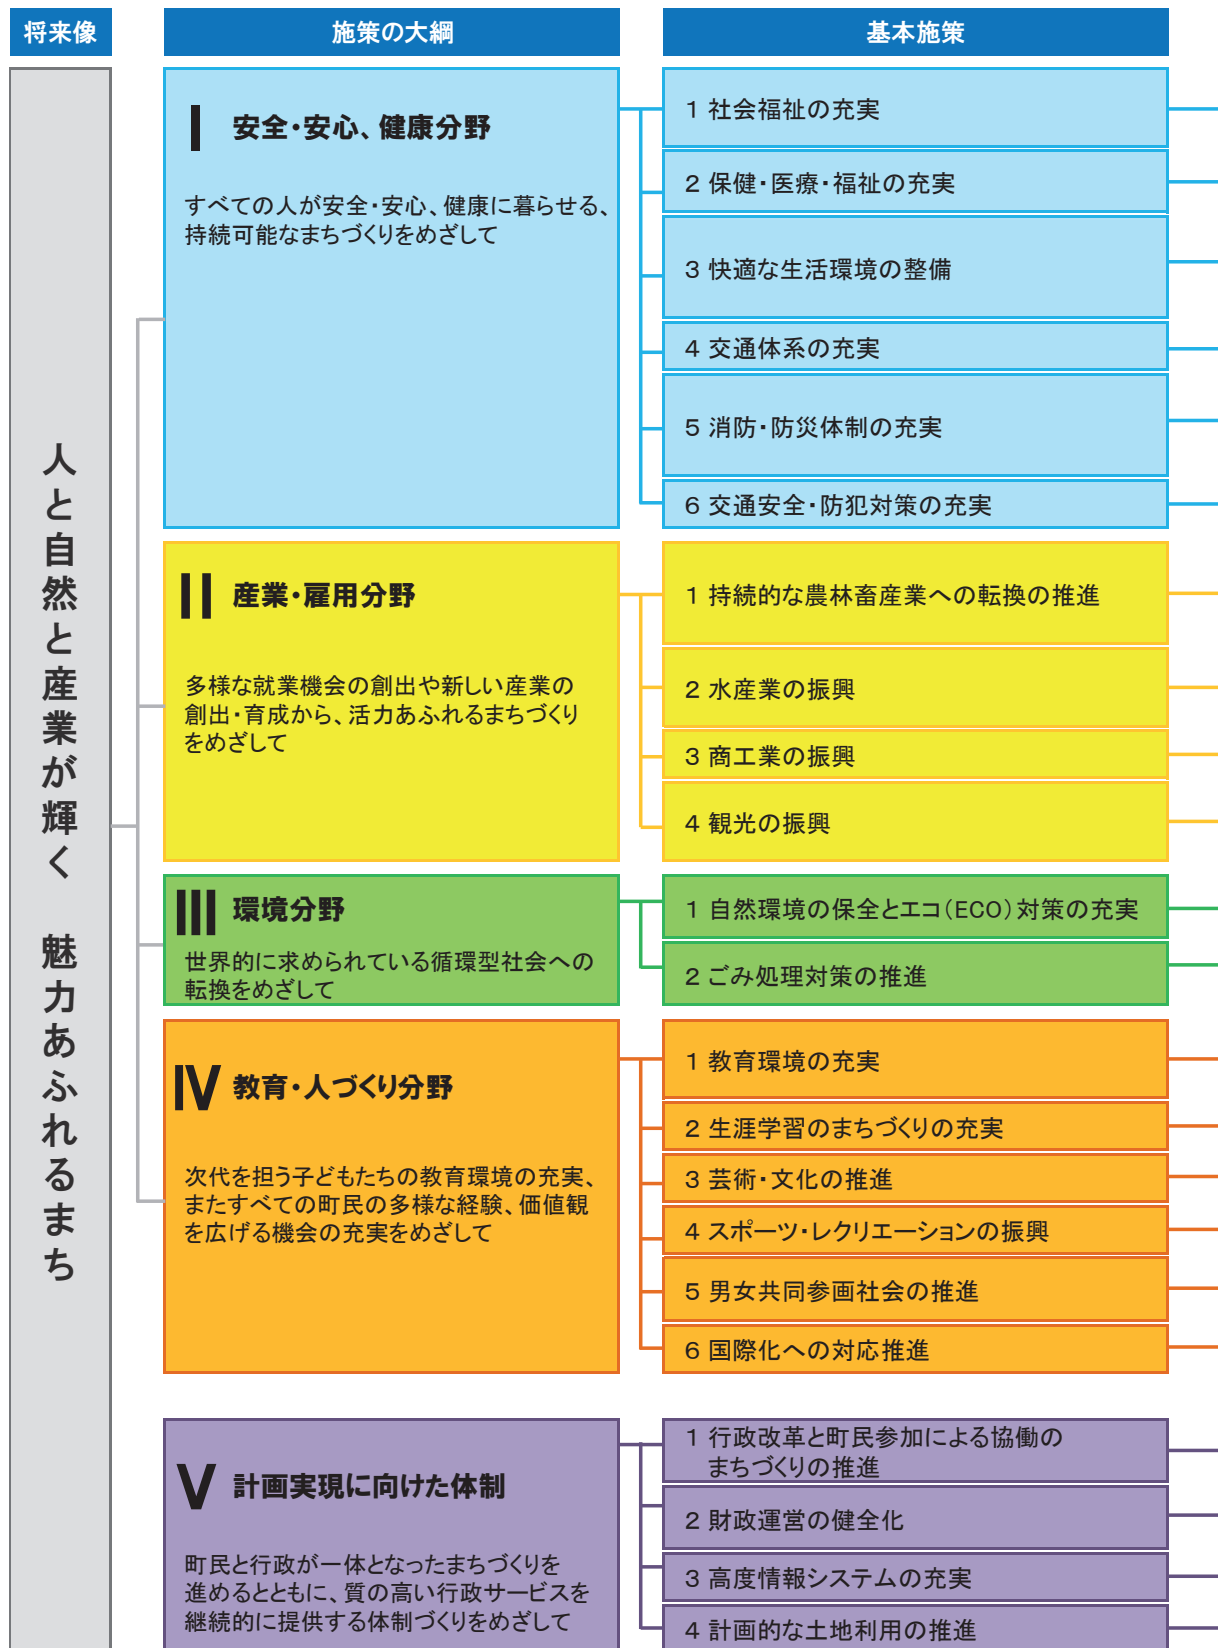 将来像
施策の大綱
基本施策
人と自然と産業が輝く　魅力あふれるまち
Ⅰ 安全・安心、健康分野
すべての人が安全・安心、健康に暮らせる、
持続可能なまちづくりをめざして
1 社会福祉の充実
2 保健・医療・福祉の充実
3 快適な生活環境の整備
4 交通体系の充実
5 消防・防災体制の充実
6 交通安全・防犯対策の充実
Ⅱ 産業・雇用分野
多様な就業機会の創出や新しい産業の
創出・育成から、活力あふれるまちづくり
をめざして
1 持続的な農林畜産業への転換の推進
2 水産業の振興
3 商工業の振興
4 観光の振興
Ⅲ 環境分野
世界的に求められている循環型社会への
転換をめざして
1 自然環境の保全とエコ（ECO）対策の充実
2 ごみ処理対策の推進
Ⅳ 教育・人づくり分野
次代を担う子どもたちの教育環境の充実、
またすべての町民の多様な経験、価値観
を広げる機会の充実をめざして
1 教育環境の充実
2 生涯学習のまちづくりの充実
3 芸術・文化の推進
4 スポーツ・レクリエーションの振興
5 男女共同参画社会の推進
6 国際化への対応推進
Ⅴ 計画実現に向けた体制
町民と行政が一体となったまちづくりを
進めるとともに、質の高い行政サービスを
継続的に提供する体制づくりをめざして
1 行政改革と町民参加による協働の
まちづくりの推進
2 財政運営の健全化
3 高度情報システムの充実
4 計画的な土地利用の推進